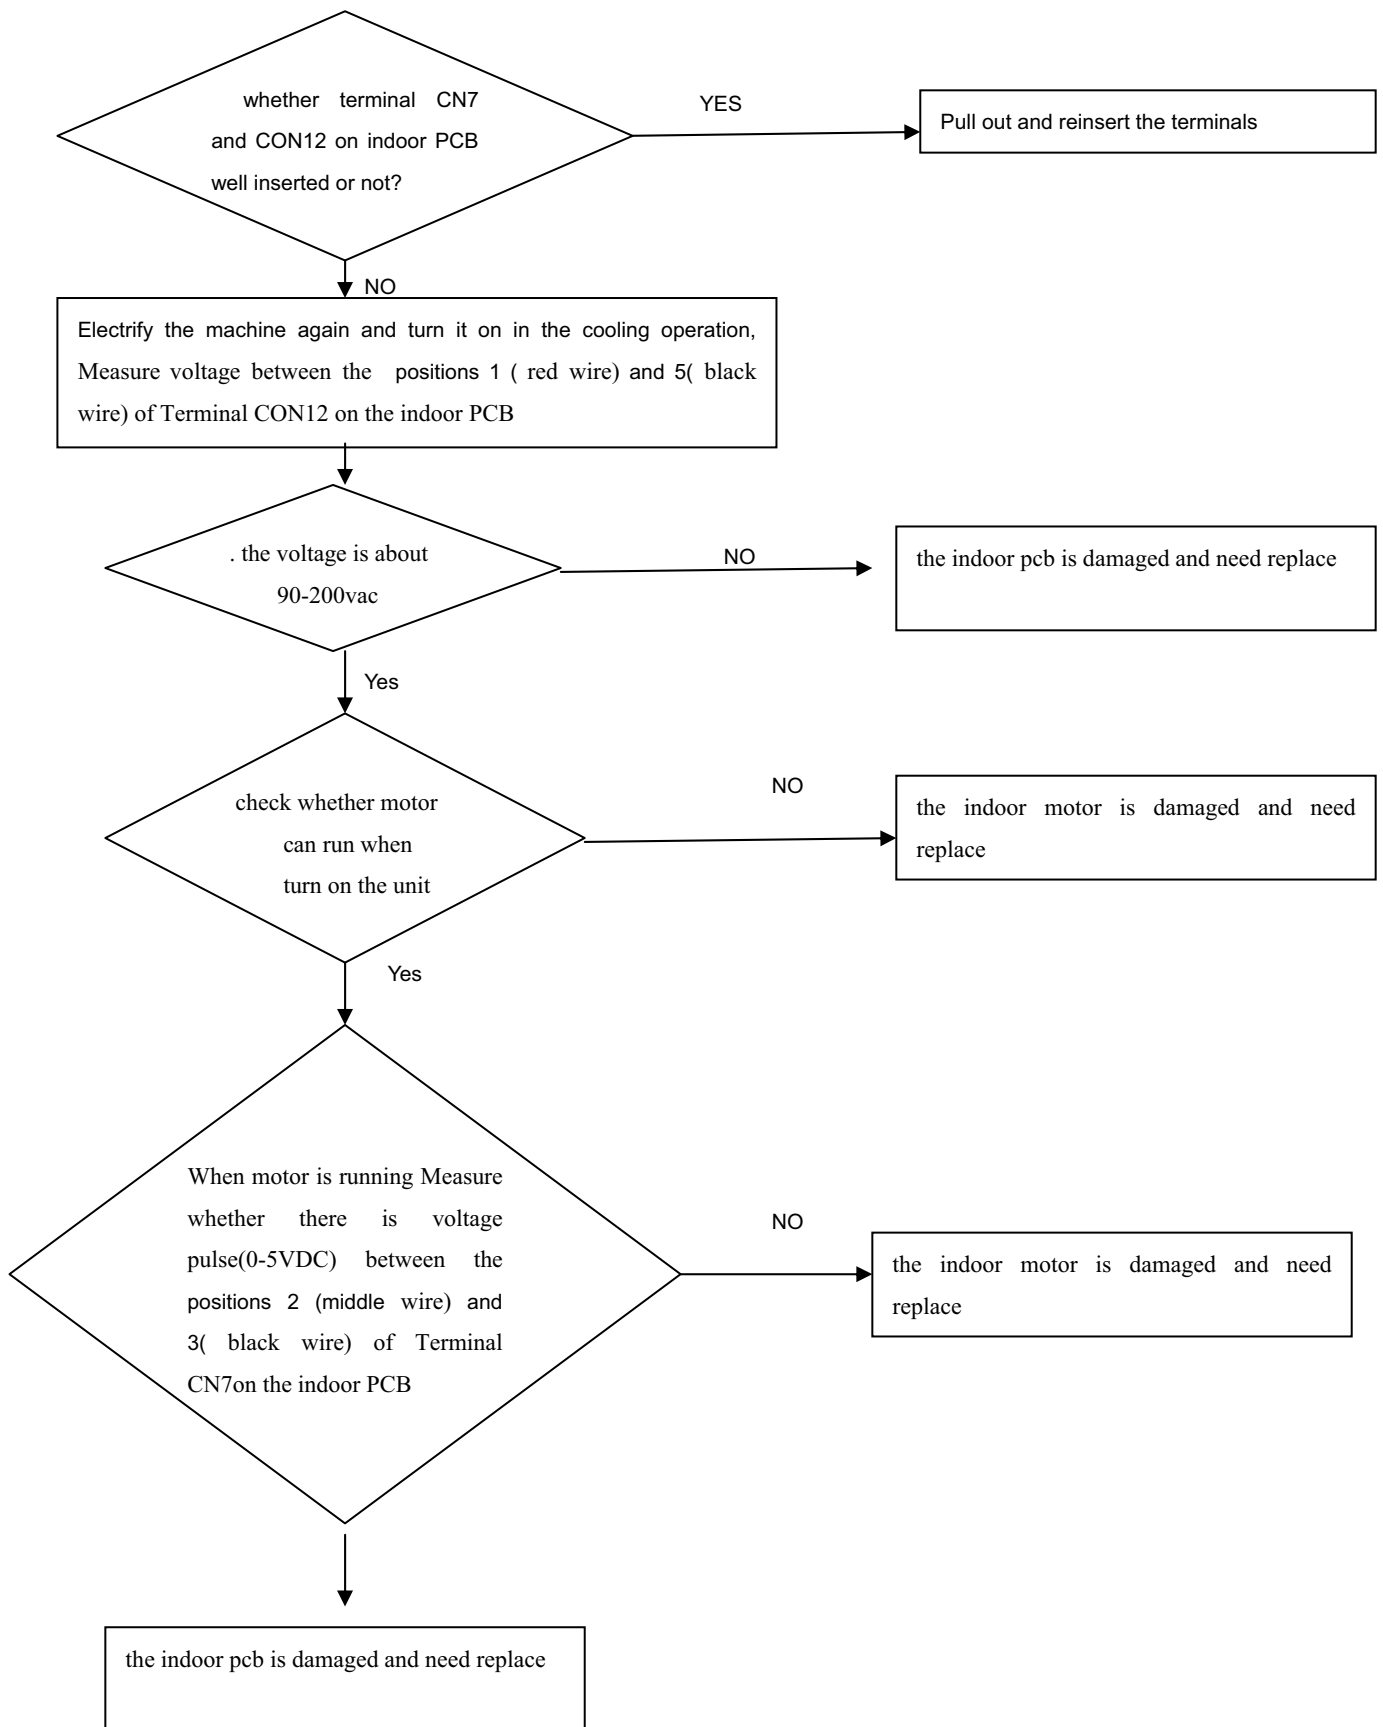 whether terminal CN7
and CON12 on indoor PCB
well inserted or not?
YES
Pull out and reinsert the terminals
NO
Electrify the machine again and turn it on in the cooling operation,
Measure voltage between the positions 1 ( red wire) and 5( black
wire) of Terminal CON12 on the indoor PCB
. the voltage is about
90-200vac
NO
the indoor pcb is damaged and need replace
Yes
check whether motor
can run when
turn on the unit
NO
the indoor motor is damaged and need
replace
Yes
When motor is running Measure
whether there is voltage
pulse(0-5VDC) between the
positions 2 (middle wire) and
3( black wire) of Terminal
CN7on the indoor PCB
NO
the indoor motor is damaged and need
replace
the indoor pcb is damaged and need replace